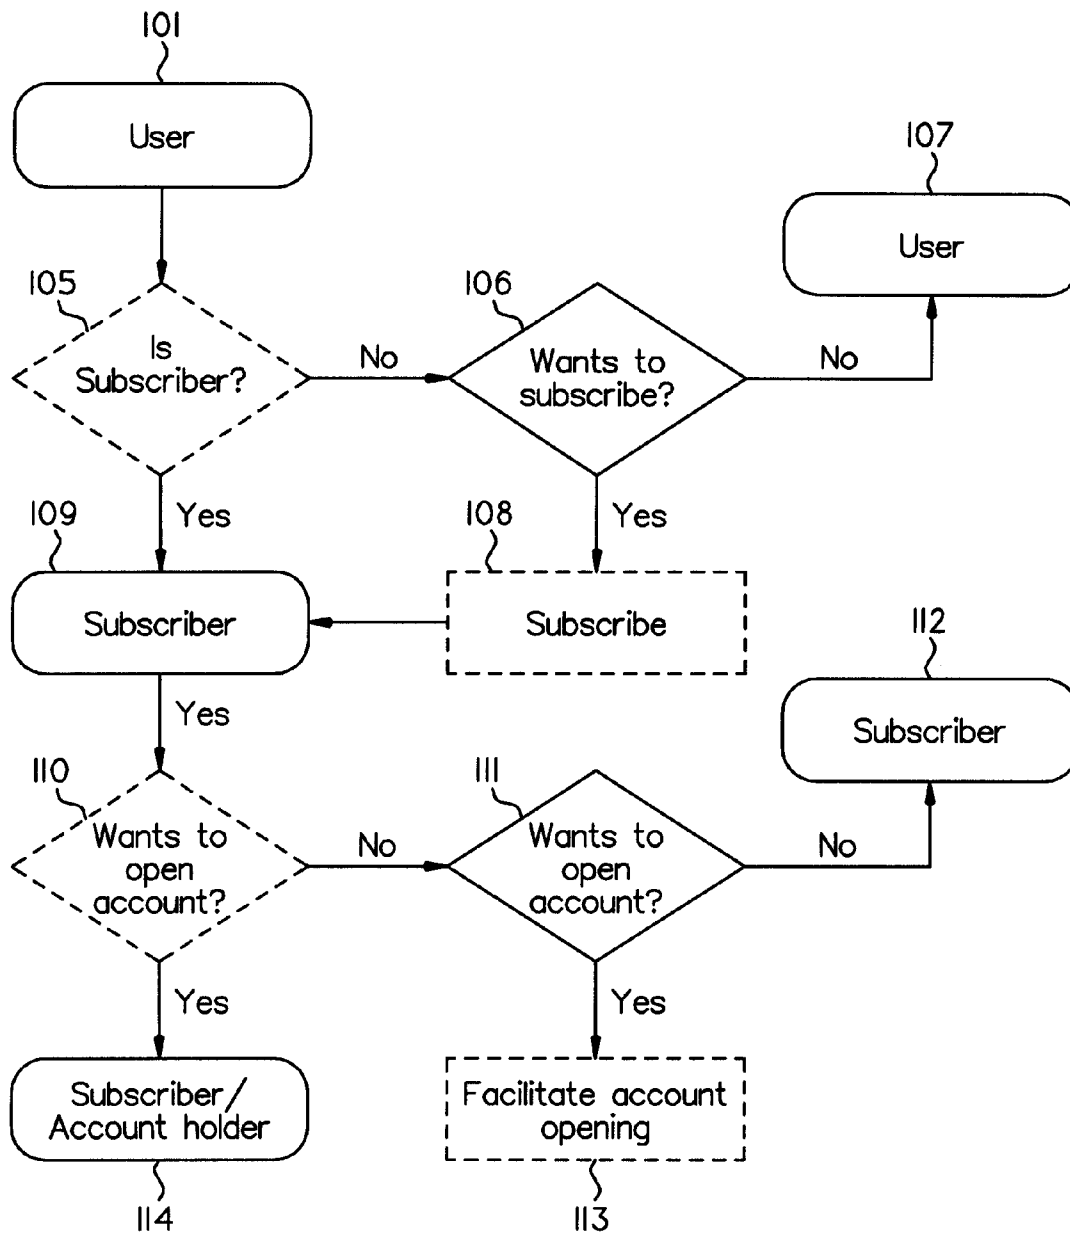 101
User
107
User
105
106
Is
Subscriber?
No
Wants to
subscribe?
No
109
Yes
108
Yes
Subscriber
Subscribe
112
Yes
Subscriber
110
111
Wants to
open
account?
No
Wants to
open
account?
No
Yes
Yes
Subscriber/
Account holder
Facilitate account
opening
114
113